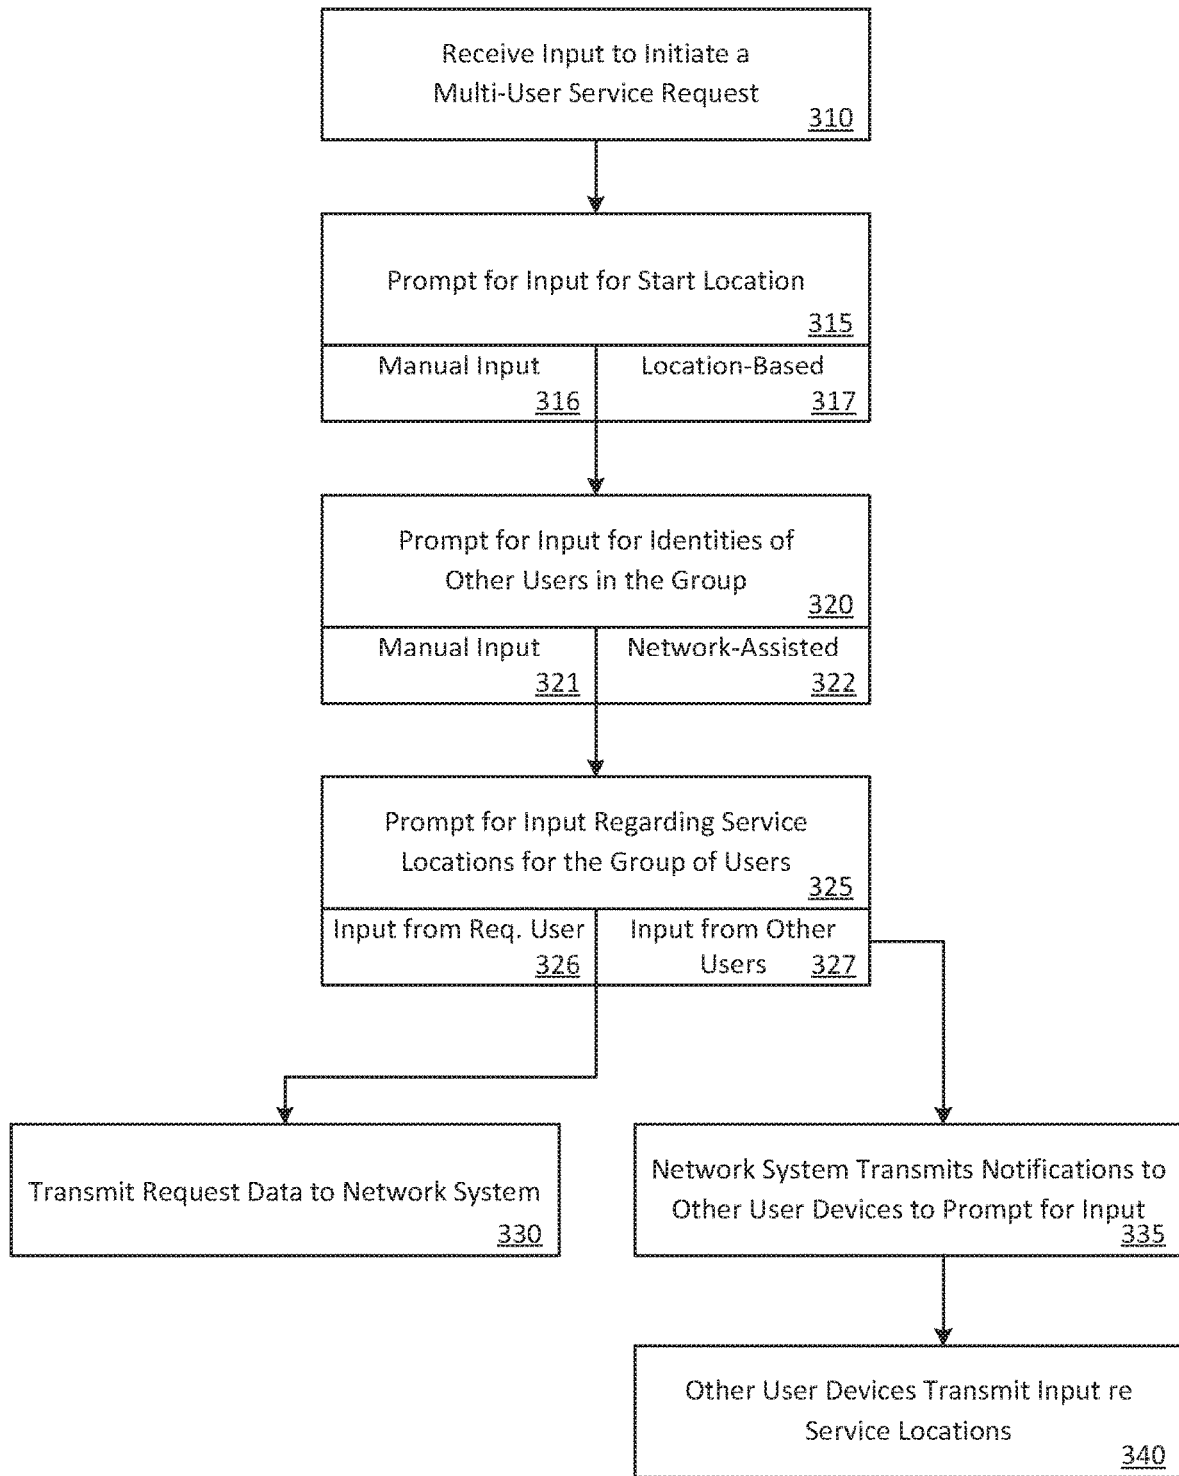 Receive Input to Initiate a
Multi-User Service Request
310
Prompt for Input for Start Location
315
Manual Input
316
Location-Based
317
Prompt for Input for Identities of
Other Users in the Group
320
Manual Input
321
Network-Assisted
322
Prompt for Input Regarding Service
Locations for the Group of Users
325
Input from Req. User
326
Input from Other
Users 327
Transmit Request Data to Network System
330
Network System Transmits Notifications to
Other User Devices to Prompt for Input
335
Other User Devices Transmit Input re
Service Locations
340